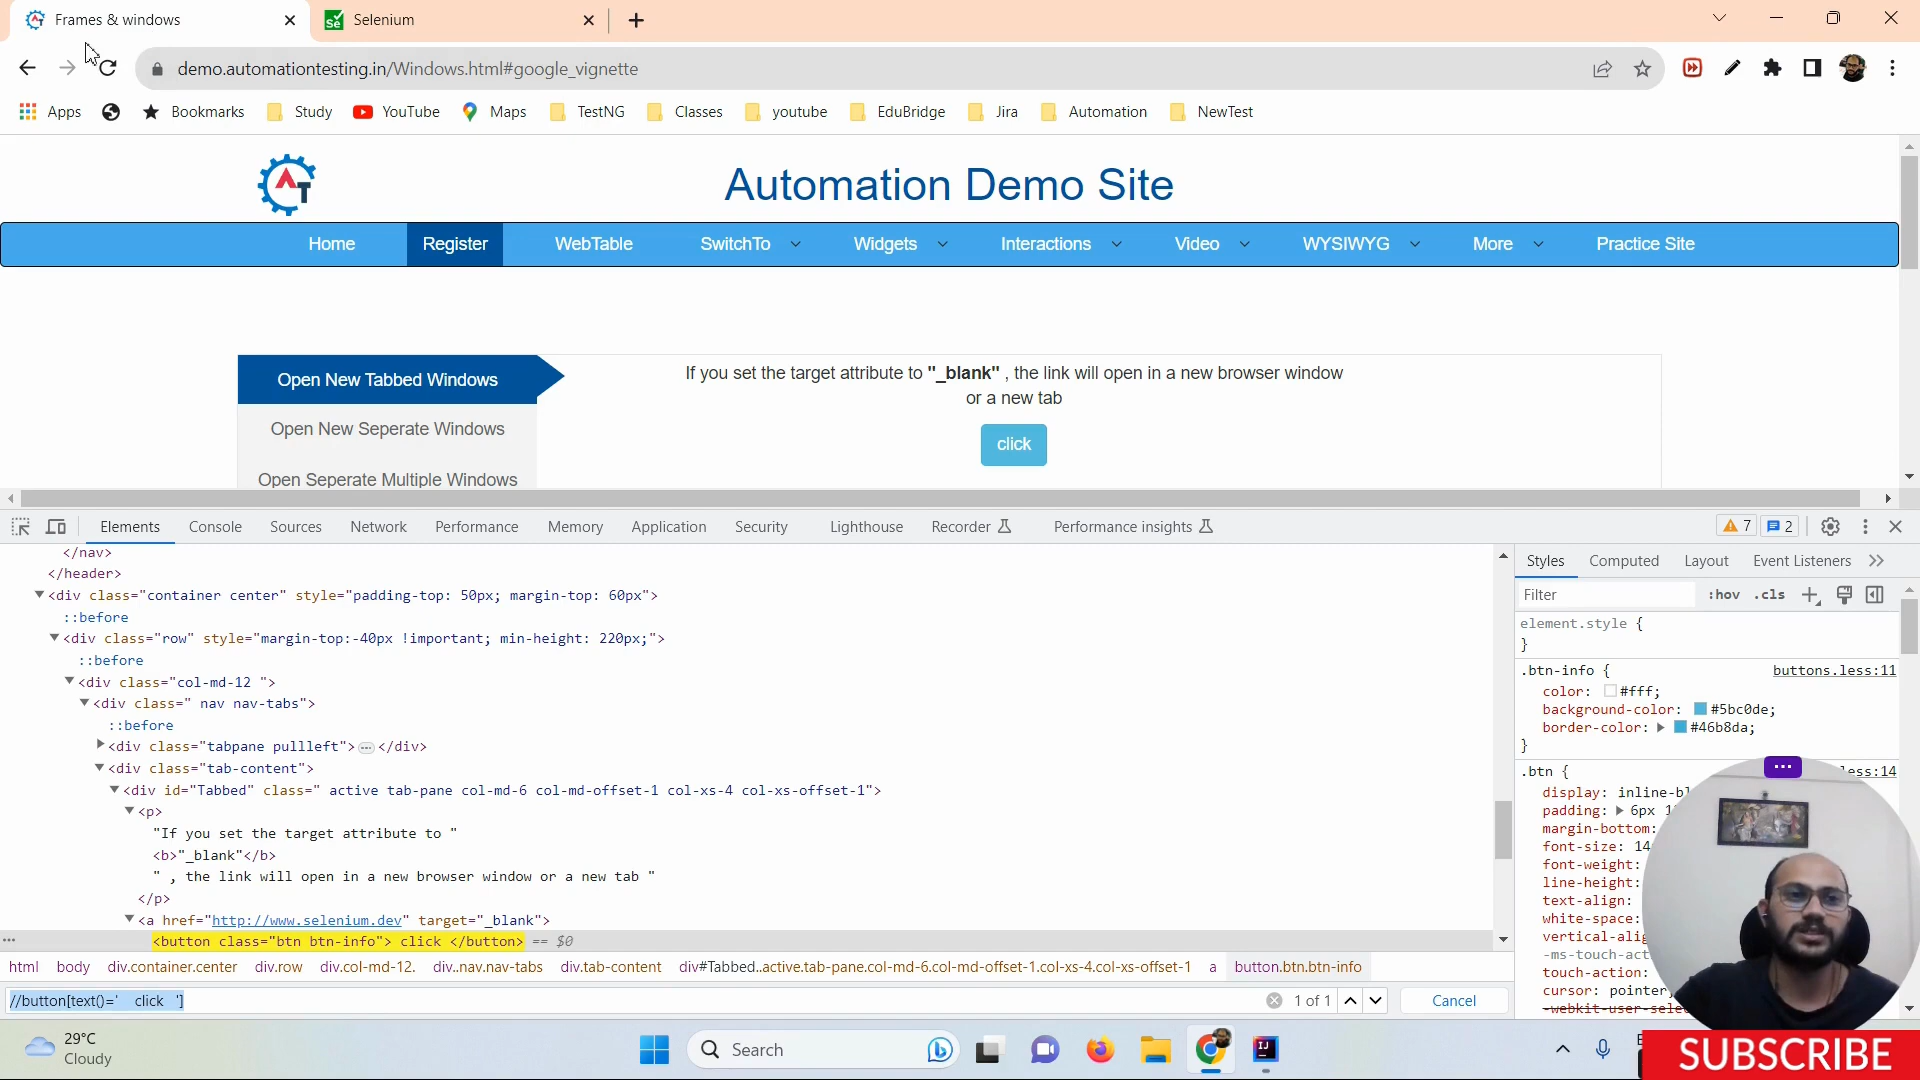 Frames & windows
Selenium
demo.automationtesting.in/Windows.html#google_vignette
Apps Bookmarks Study YouTube Maps TestNG Classes youtube EduBridge Jira Automation NewTest
Automation Demo Site
Home Register WebTable SwitchTo Widgets Interactions Video WYSIWYG More Practice Site
Open New Tabbed Windows
Open New Seperate Windows
Open Seperate Multiple Windows
If you set the target attribute to "_blank" , the link will open in a new browser window
or a new tab
click
Elements Console Sources Network Performance Memory Application Security Lighthouse Recorder Performance insights 7 2
</nav>
</header>
<div class="container center" style="padding-top: 50px; margin-top: 60px">
::before
<div class="row" style="margin-top:-40px !important; min-height: 220px;">
::before
<div class="col-md-12 ">
<div class=" nav nav-tabs">
::before
<div class="tabpane pullleft"> … </div>
<div class="tab-content">
<div id="Tabbed" class=" active tab-pane col-md-6 col-md-offset-1 col-xs-4 col-xs-offset-1">
<p>
"If you set the target attribute to "
<b>"_blank"</b>
" , the link will open in a new browser window or a new tab "
</p>
<a href="http://www.selenium.dev" target="_blank">
<button class="btn btn-info"> click </button> == $0
html body div.container.center div.row div.col-md-12. div..nav.nav-tabs div.tab-content div#Tabbed..active.tab-pane.col-md-6.col-md-offset-1.col-xs-4.col-xs-offset-1 a button.btn.btn-info
//button[text()='    click   ']
1 of 1
Cancel
Styles Computed Layout Event Listeners
Filter :hov .cls
element.style {
}
.btn-info { buttons.less:11
color: #fff;
background-color: #5bc0de;
border-color: #46b8da;
}
.btn { less:14
display: inline-bl
padding: 6px 1
margin-bottom:
font-size: 14
font-weight:
line-height:
text-align:
white-space:
vertical-alig
-ms-touch-act
touch-action:
cursor: pointer
-webkit-user-sele
29°C
Cloudy
Search
SUBSCRIBE